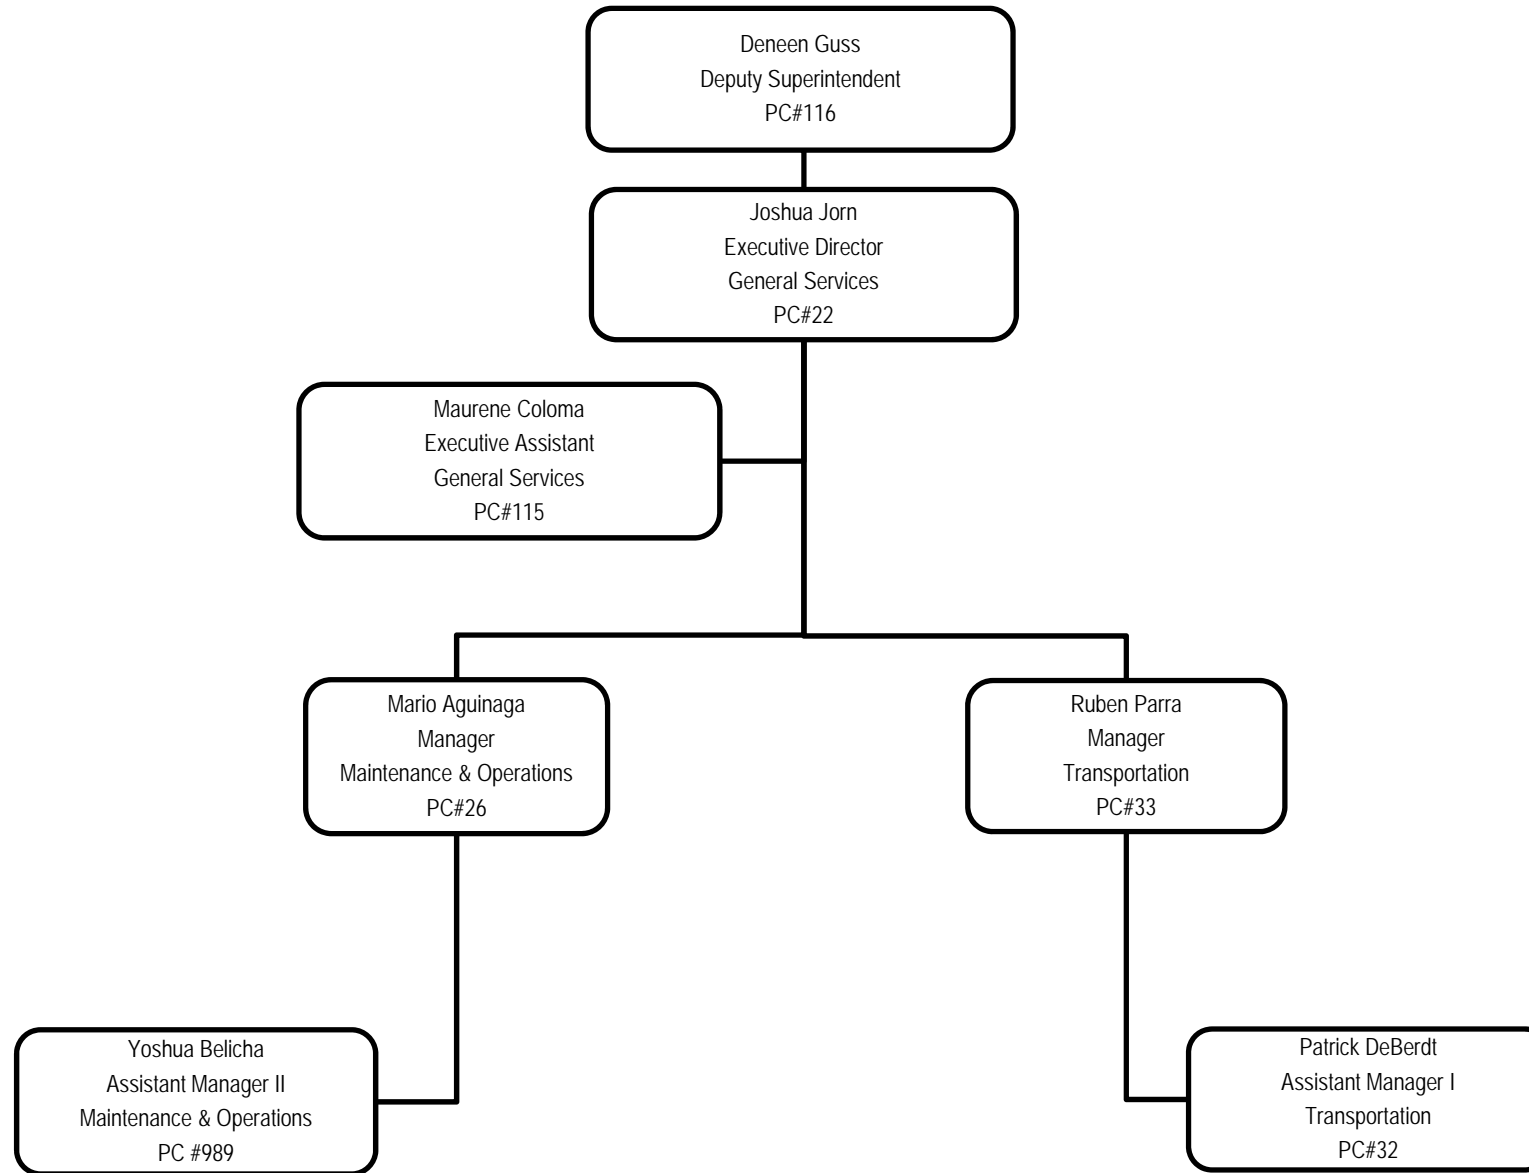 Deneen Guss
Deputy Superintendent
PC#116
Joshua Jorn
Executive Director
General Services
PC#22
Maurene Coloma
Executive Assistant
General Services
PC#115
Mario Aguinaga
Manager
Maintenance & Operations
PC#26
Ruben Parra
Manager
Transportation
PC#33
Yoshua Belicha
Assistant Manager II
Maintenance & Operations
PC #989
Patrick DeBerdt
Assistant Manager I
Transportation
PC#32